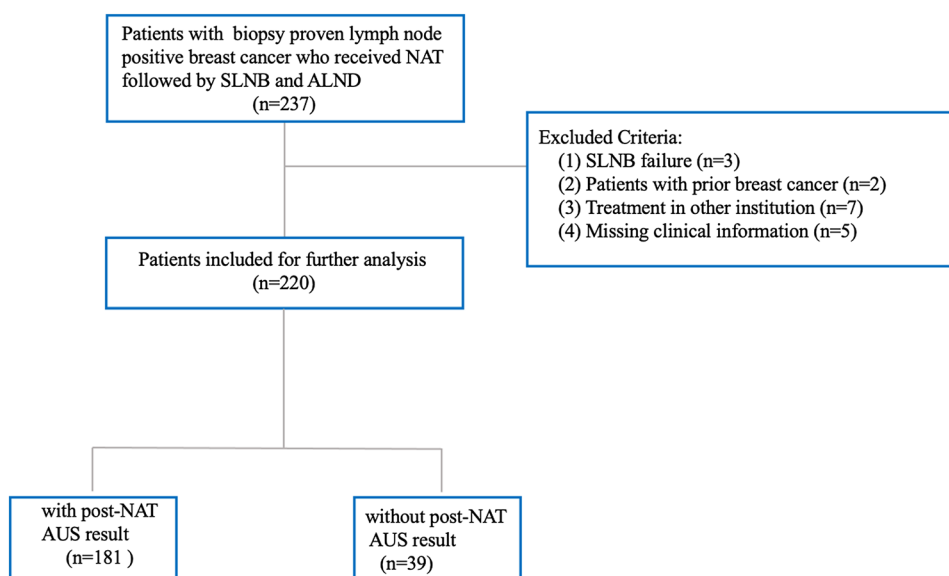 Patients with biopsy proven lymph node
positive breast cancer who received NAT
followed by SLNB and ALND
(n=237)
Excluded Criteria:
(1) SLNB failure (n=3)
(2) Patients with prior breast cancer (n=2)
(3) Treatment in other institution (n=7)
(4) Missing clinical information (n=5)
Patients included for further analysis
(n=220)
with post-NAT
AUS result
(n=181 )
without post-NAT
AUS result
(n=39)